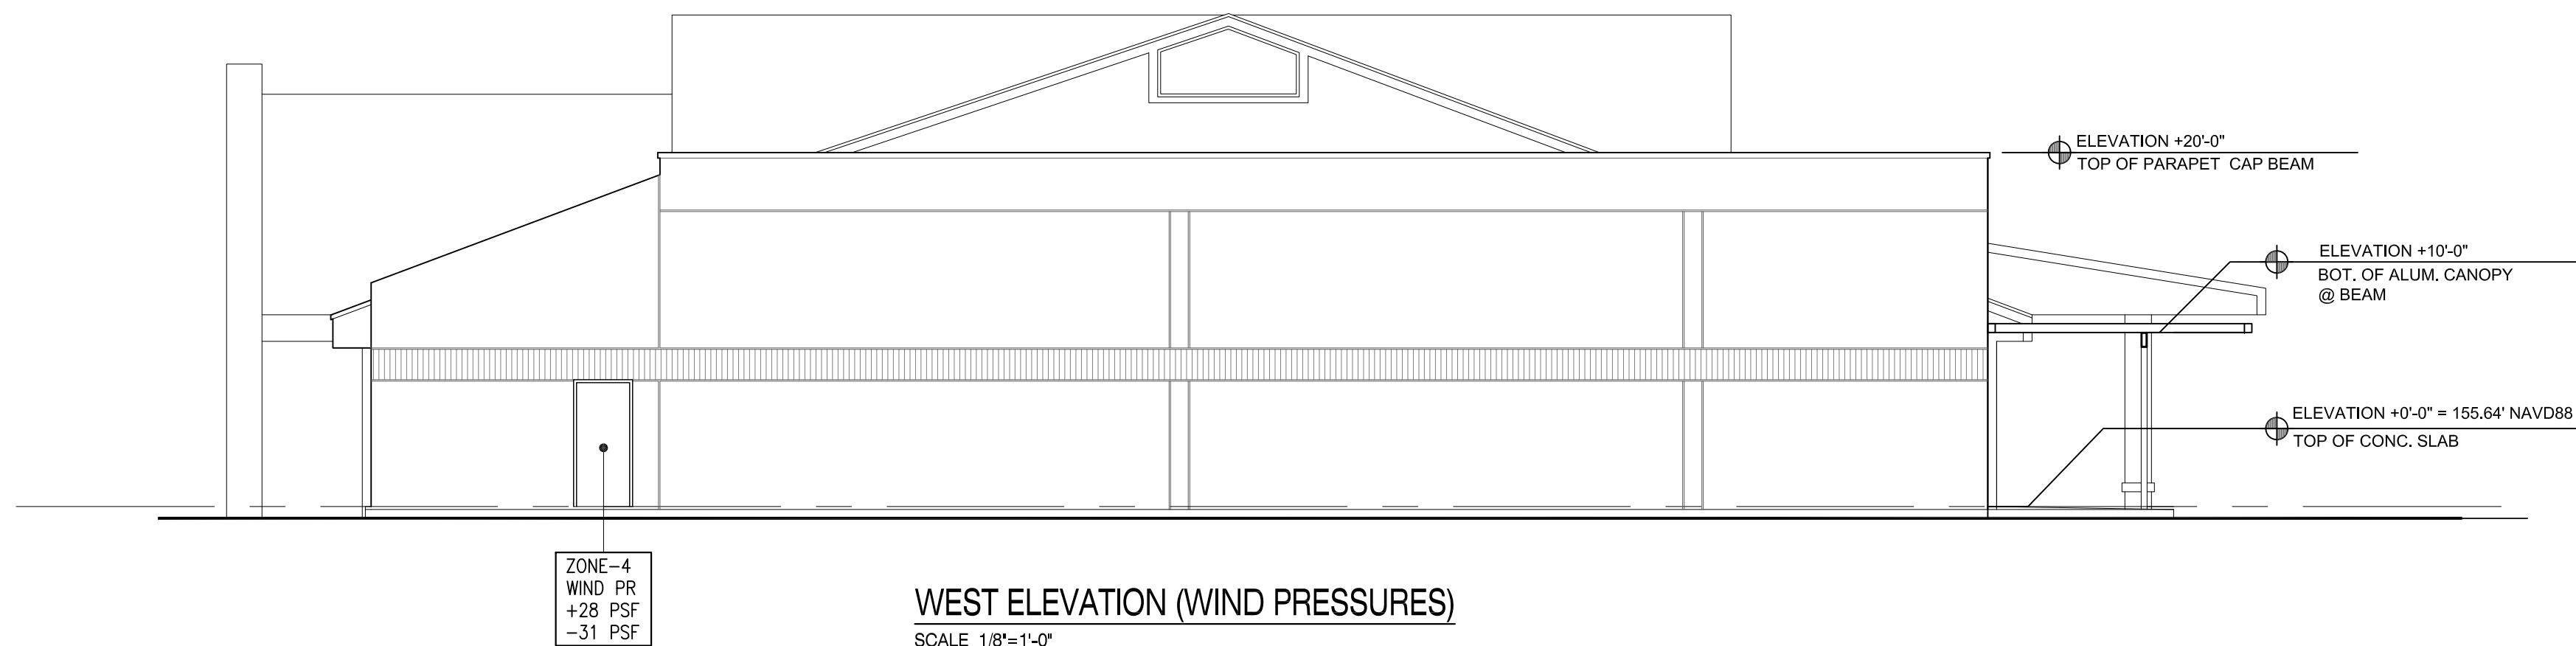 ELEVATION +20'-0"
TOP OF PARAPET CAP BEAM
ELEVATION +10'-0"
BOT. OF ALUM. CANOPY
@ BEAM
ELEVATION +0'-0" = 155.64' NAVD88
TOP OF CONC. SLAB
ZONE-4
WIND PR
+28 PSF
-31 PSF
WEST ELEVATION (WIND PRESSURES)
SCALE 1/8"=1'-0"